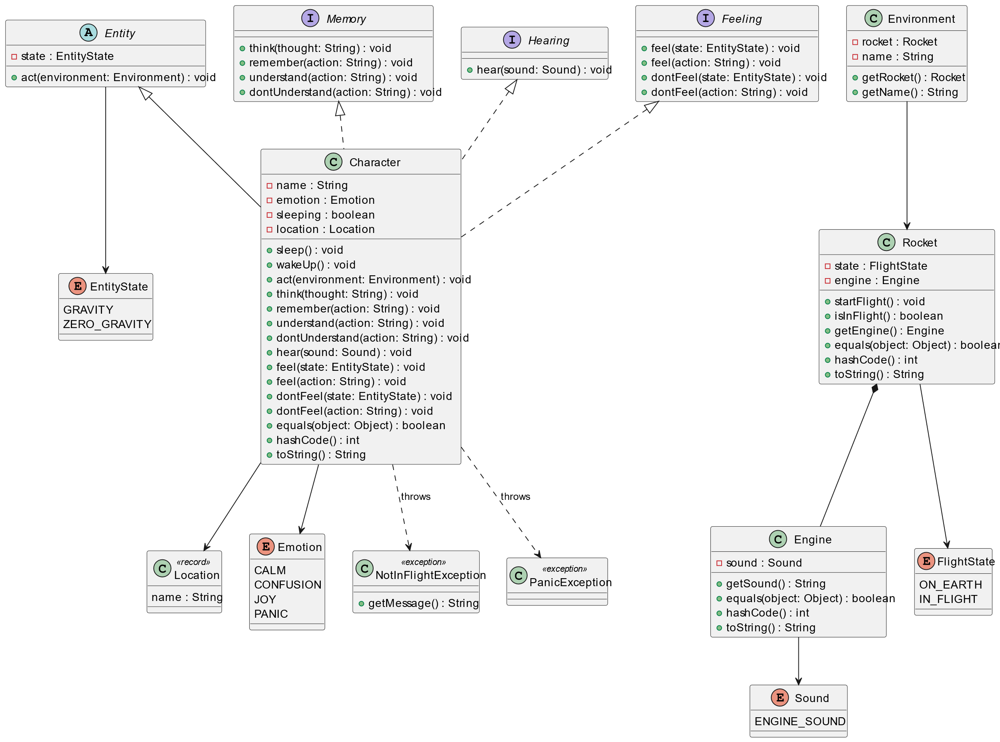 A Entity
state : EntityState
act(environment: Environment) : void
I Memory
think(thought: String) : void
remember(action: String) : void
understand(action: String) : void
dontUnderstand(action: String) : void
I Hearing
hear(sound: Sound) : void
I Feeling
feel(state: EntityState) : void
feel(action: String) : void
dontFeel(state: EntityState) : void
dontFeel(action: String) : void
C Environment
rocket : Rocket
name : String
getRocket() : Rocket
getName() : String
C Character
name : String
emotion : Emotion
sleeping : boolean
location : Location
sleep() : void
wakeUp() : void
act(environment: Environment) : void
think(thought: String) : void
remember(action: String) : void
understand(action: String) : void
dontUnderstand(action: String) : void
hear(sound: Sound) : void
feel(state: EntityState) : void
feel(action: String) : void
dontFeel(state: EntityState) : void
dontFeel(action: String) : void
equals(object: Object) : boolean
hashCode() : int
toString() : String
E EntityState
GRAVITY
ZERO_GRAVITY
C Rocket
state : FlightState
engine : Engine
startFlight() : void
isInFlight() : boolean
getEngine() : Engine
equals(object: Object) : boolean
hashCode() : int
toString() : String
throws
throws
«record»
C Location
name : String
E Emotion
CALM
CONFUSION
JOY
PANIC
«exception»
C NotInFlightException
getMessage() : String
«exception»
C PanicException
C Engine
sound : Sound
getSound() : String
equals(object: Object) : boolean
hashCode() : int
toString() : String
E FlightState
ON_EARTH
IN_FLIGHT
E Sound
ENGINE_SOUND